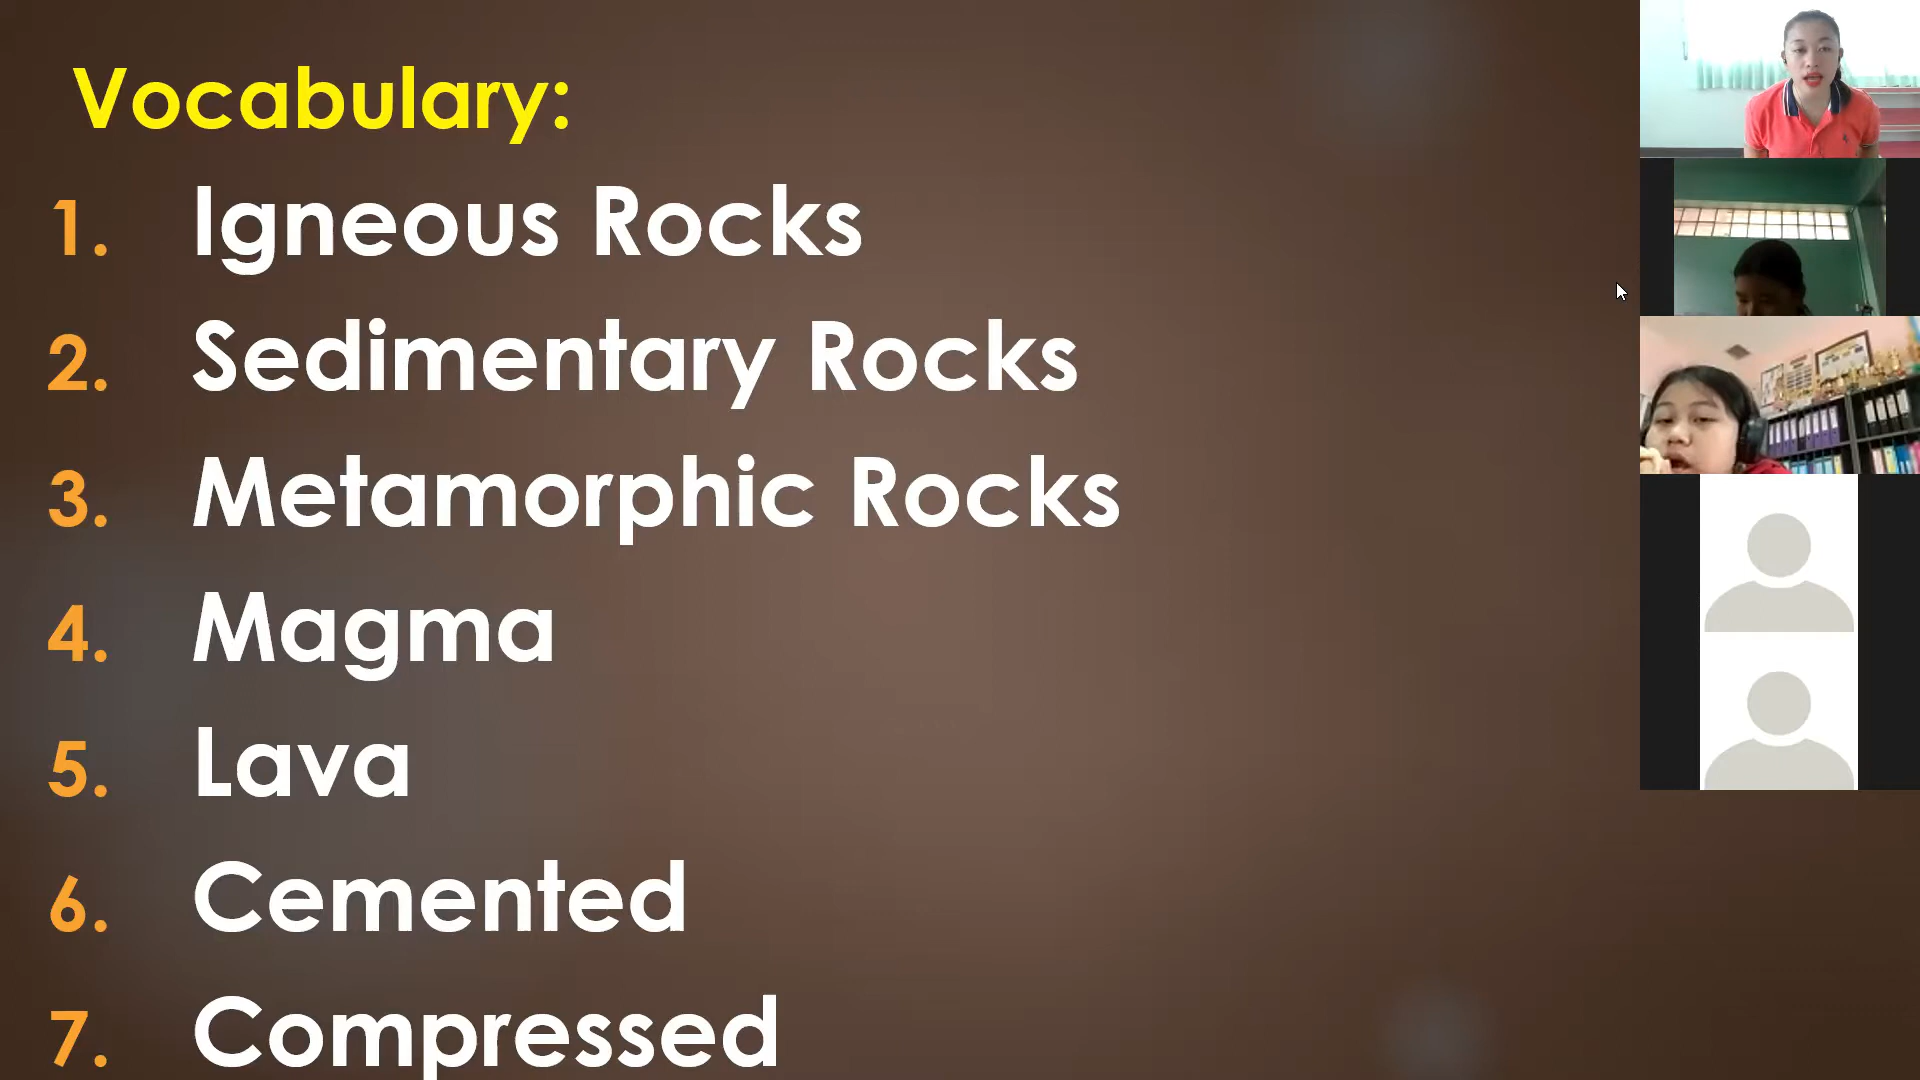 Vocabulary:
1. Igneous Rocks
2. Sedimentary Rocks
3. Metamorphic Rocks
4. Magma
5. Lava
6. Cemented
7. Compressed